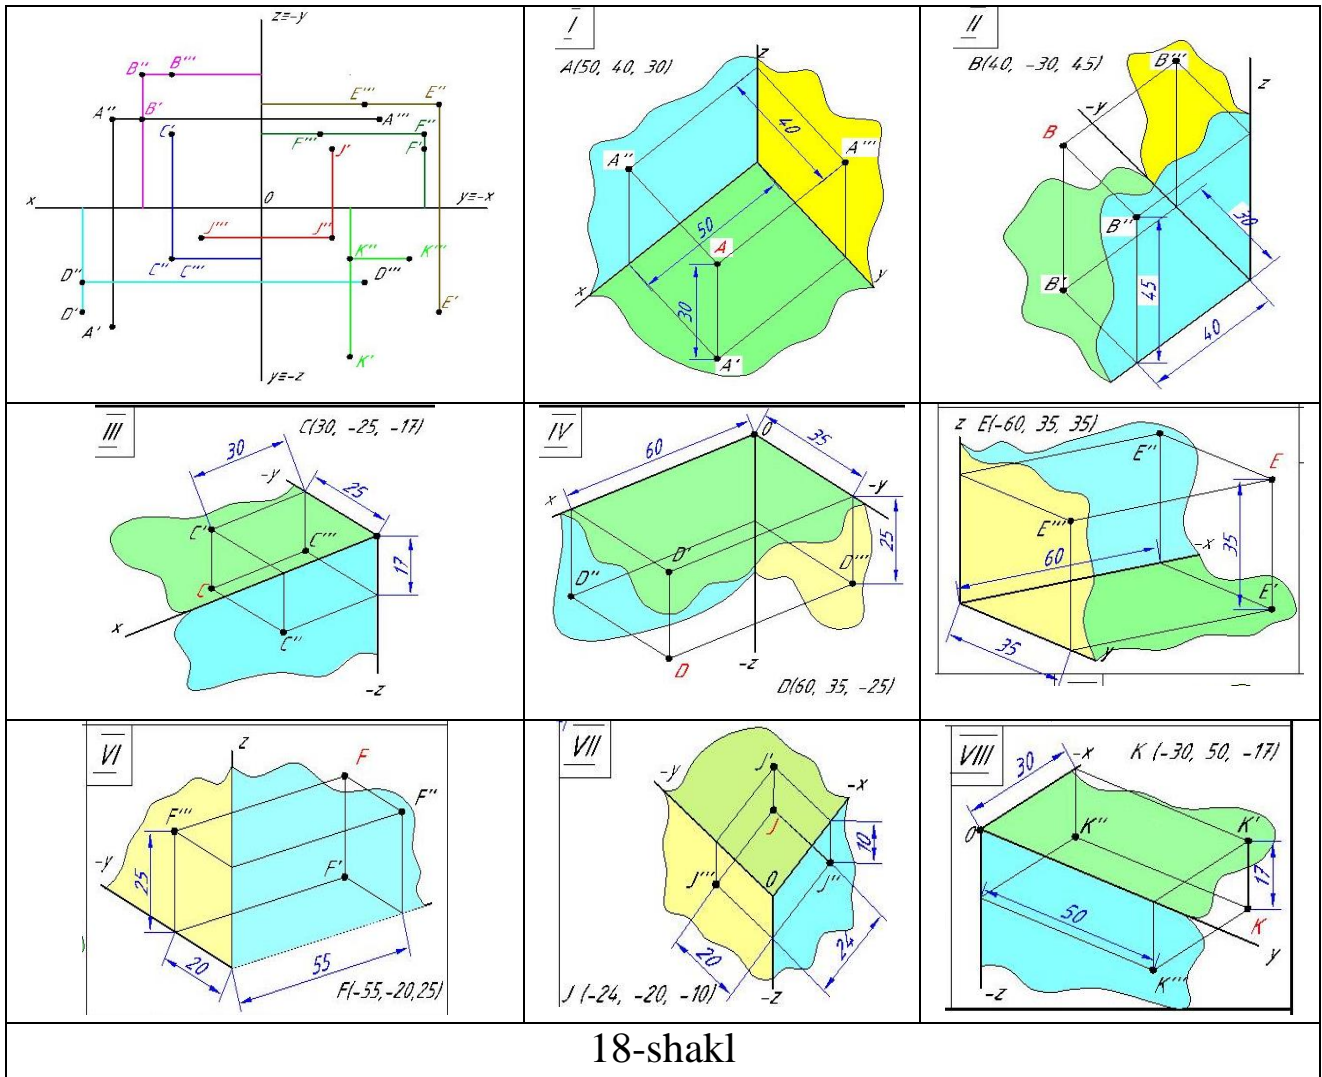 z≡-y
B'' B'''
E''' E''
A'' B' A'''
C' F''' F''
J' F'
x 0 y≡-x
J''' J''
C'' C''' K'' K'''
D'' D'''
D' E'
A'
K'
y≡-z
I
A(50, 40, 30)
z
40
A'' A'''
50
A
x y
30
A'
II
B(40, -30, 45)
B'''
z
-y
B
B'' 30
B'
45
40
III
C(30, -25, -17)
30
-y
25
C'
C'''
17
C
x
C''
-z
IV
0
60 35
x -y
25
D' D'''
D''
-z
D
D(60, 35, -25)
z E(-60, 35, 35)
E'' E
E'''
-x
60 35
E'
35
y
VI
z
F
F''' F''
-y
25 F'
20 55
F(-55,-20,25)
VII
-y J' -x
J
10
J''' 0 J''
20 24
J (-24, -20, -10)
-z
VIII
30 -x K (-30, 50, -17)
0 K'' K'
17
50
K
y
K'''
-z
18-shakl